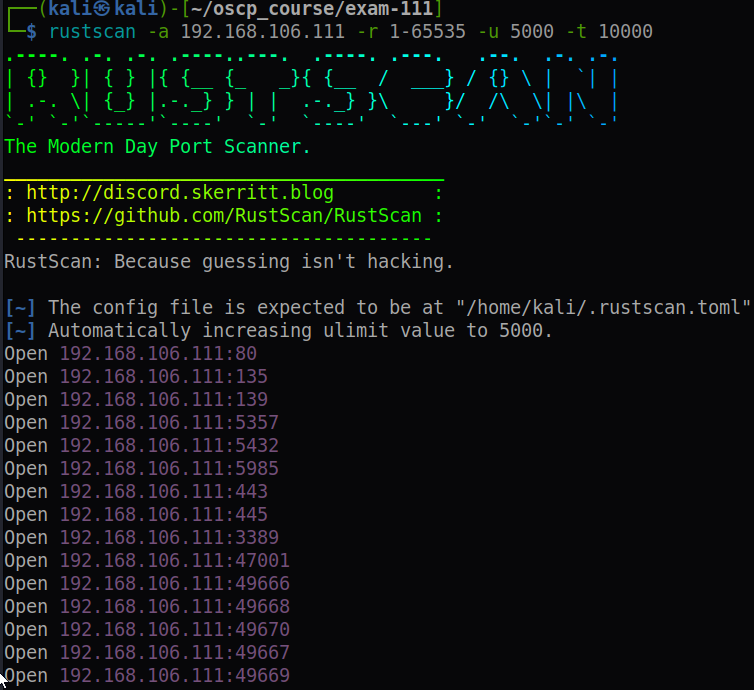 ┌──(kali㉿kali)-[~/oscp_course/exam-111]
└─$ rustscan -a 192.168.106.111 -r 1-65535 -u 5000 -t 10000
.----. .-. .-. .----..---.  .----. .---.   .--.  .-. .-.
| {}  }| { } |{ {__ {_   _}{ {__  /  ___} / {} \ |  `| |
| .-. \| {_} |.-._} } | |  .-._} }\     }/  /\  \| |\  |
`-' `-'`-----'`----'  `-'  `----'  `---' `-'  `-'`-' `-'
The Modern Day Port Scanner.
________________________________________
: http://discord.skerritt.blog         :
: https://github.com/RustScan/RustScan :
 --------------------------------------
RustScan: Because guessing isn't hacking.
[~] The config file is expected to be at "/home/kali/.rustscan.toml"
[~] Automatically increasing ulimit value to 5000.
Open 192.168.106.111:80
Open 192.168.106.111:135
Open 192.168.106.111:139
Open 192.168.106.111:5357
Open 192.168.106.111:5432
Open 192.168.106.111:5985
Open 192.168.106.111:443
Open 192.168.106.111:445
Open 192.168.106.111:3389
Open 192.168.106.111:47001
Open 192.168.106.111:49666
Open 192.168.106.111:49668
Open 192.168.106.111:49670
Open 192.168.106.111:49667
Open 192.168.106.111:49669